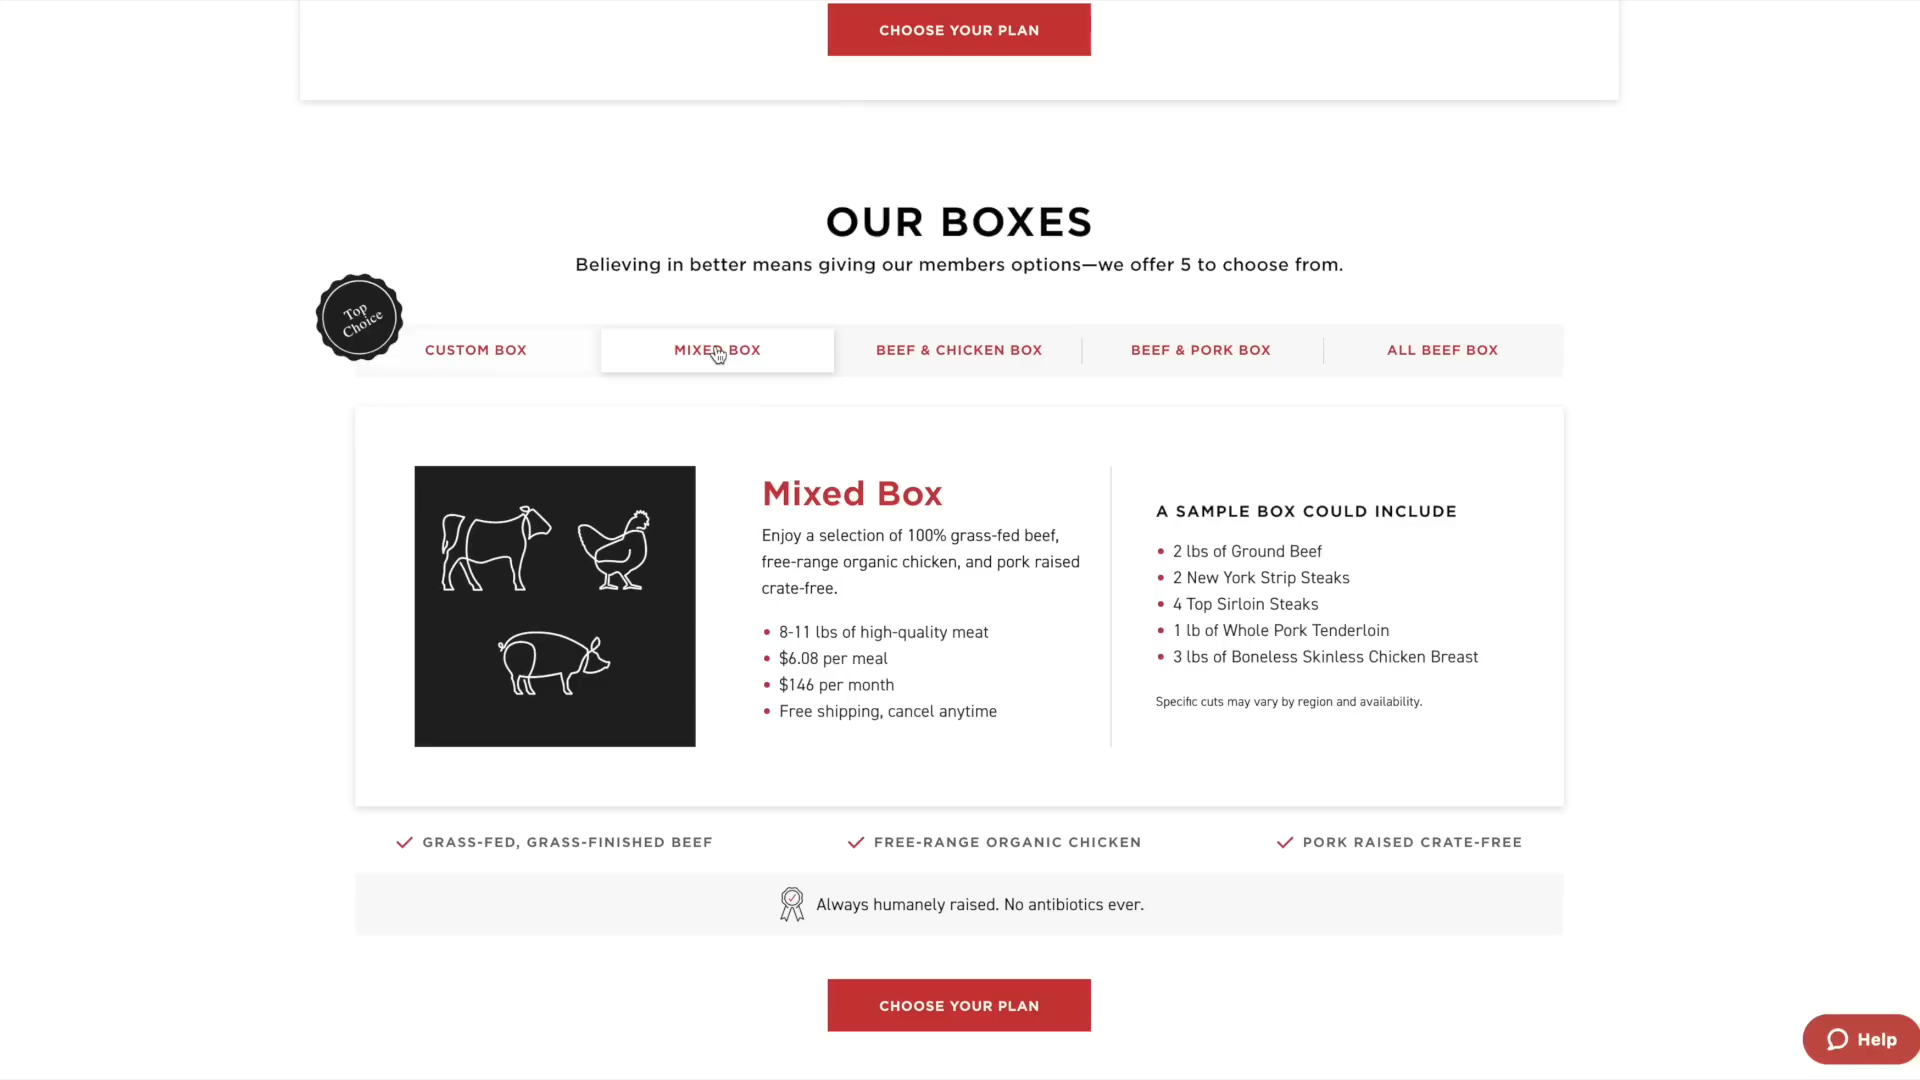 CHOOSE YOUR PLAN
OUR BOXES
Believing in better means giving our members options—we offer 5 to choose from.
Top
Choice
CUSTOM BOX
MIXED BOX
BEEF & CHICKEN BOX
BEEF & PORK BOX
ALL BEEF BOX
Mixed Box
Enjoy a selection of 100% grass-fed beef,
free-range organic chicken, and pork raised
crate-free.
• 8-11 lbs of high-quality meat
• $6.08 per meal
• $146 per month
• Free shipping, cancel anytime
A SAMPLE BOX COULD INCLUDE
• 2 lbs of Ground Beef
• 2 New York Strip Steaks
• 4 Top Sirloin Steaks
• 1 lb of Whole Pork Tenderloin
• 3 lbs of Boneless Skinless Chicken Breast
Specific cuts may vary by region and availability.
GRASS-FED, GRASS-FINISHED BEEF
FREE-RANGE ORGANIC CHICKEN
PORK RAISED CRATE-FREE
Always humanely raised. No antibiotics ever.
CHOOSE YOUR PLAN
Help